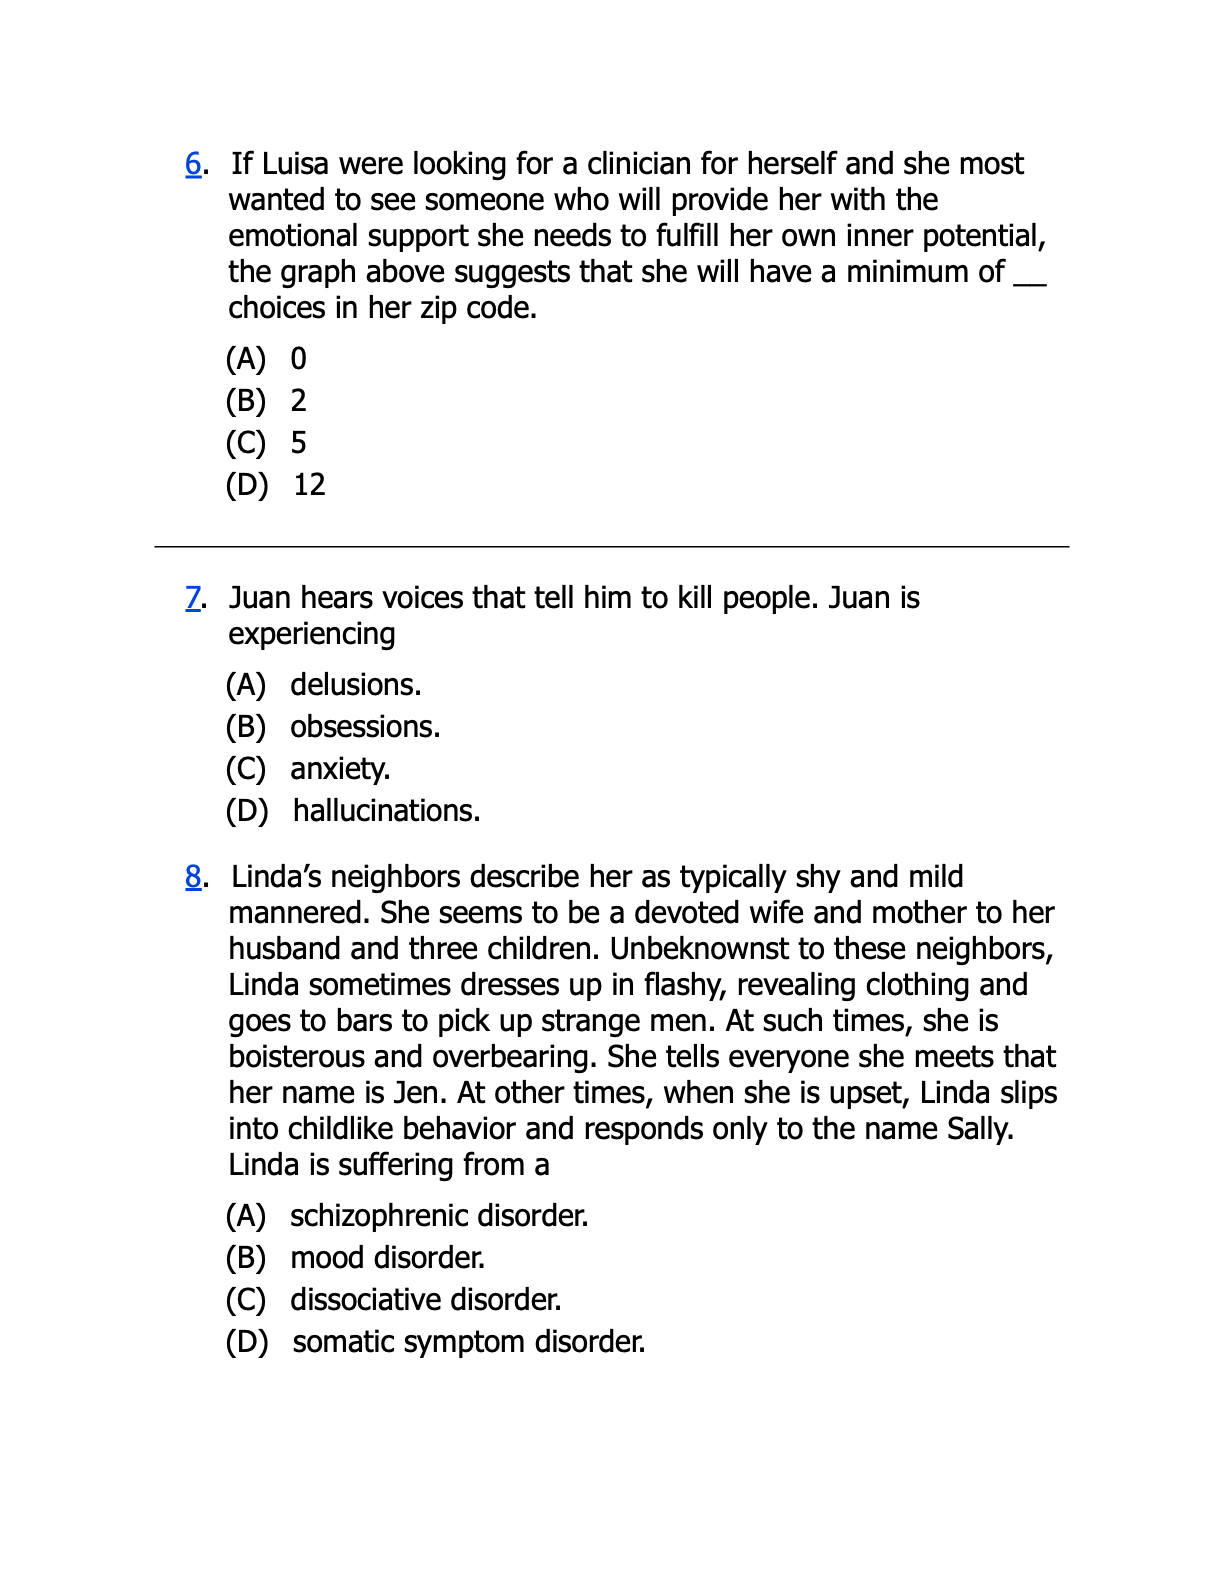 6. If Luisa were looking for a clinician for herself and she most
wanted to see someone who will provide her with the
emotional support she needs to fulfill her own inner potential,
the graph above suggests that she will have a minimum of __
choices in her zip code.
(A) 0
(B) 2
(C) 5
(D) 12
7. Juan hears voices that tell him to kill people. Juan is
experiencing
(A) delusions.
(B) obsessions.
(C) anxiety.
(D) hallucinations.
8. Linda’s neighbors describe her as typically shy and mild
mannered. She seems to be a devoted wife and mother to her
husband and three children. Unbeknownst to these neighbors,
Linda sometimes dresses up in flashy, revealing clothing and
goes to bars to pick up strange men. At such times, she is
boisterous and overbearing. She tells everyone she meets that
her name is Jen. At other times, when she is upset, Linda slips
into childlike behavior and responds only to the name Sally.
Linda is suffering from a
(A) schizophrenic disorder.
(B) mood disorder.
(C) dissociative disorder.
(D) somatic symptom disorder.